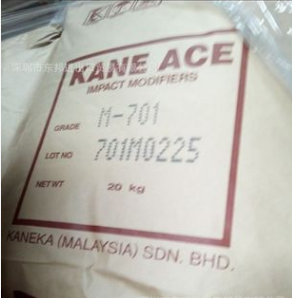 KANE ACE
IMPACT MODIFIERS
GRADE M-701
LOT NO 701M0225
NET WT 20 kg
KANEKA (MALAYSIA) SDN. BHD.